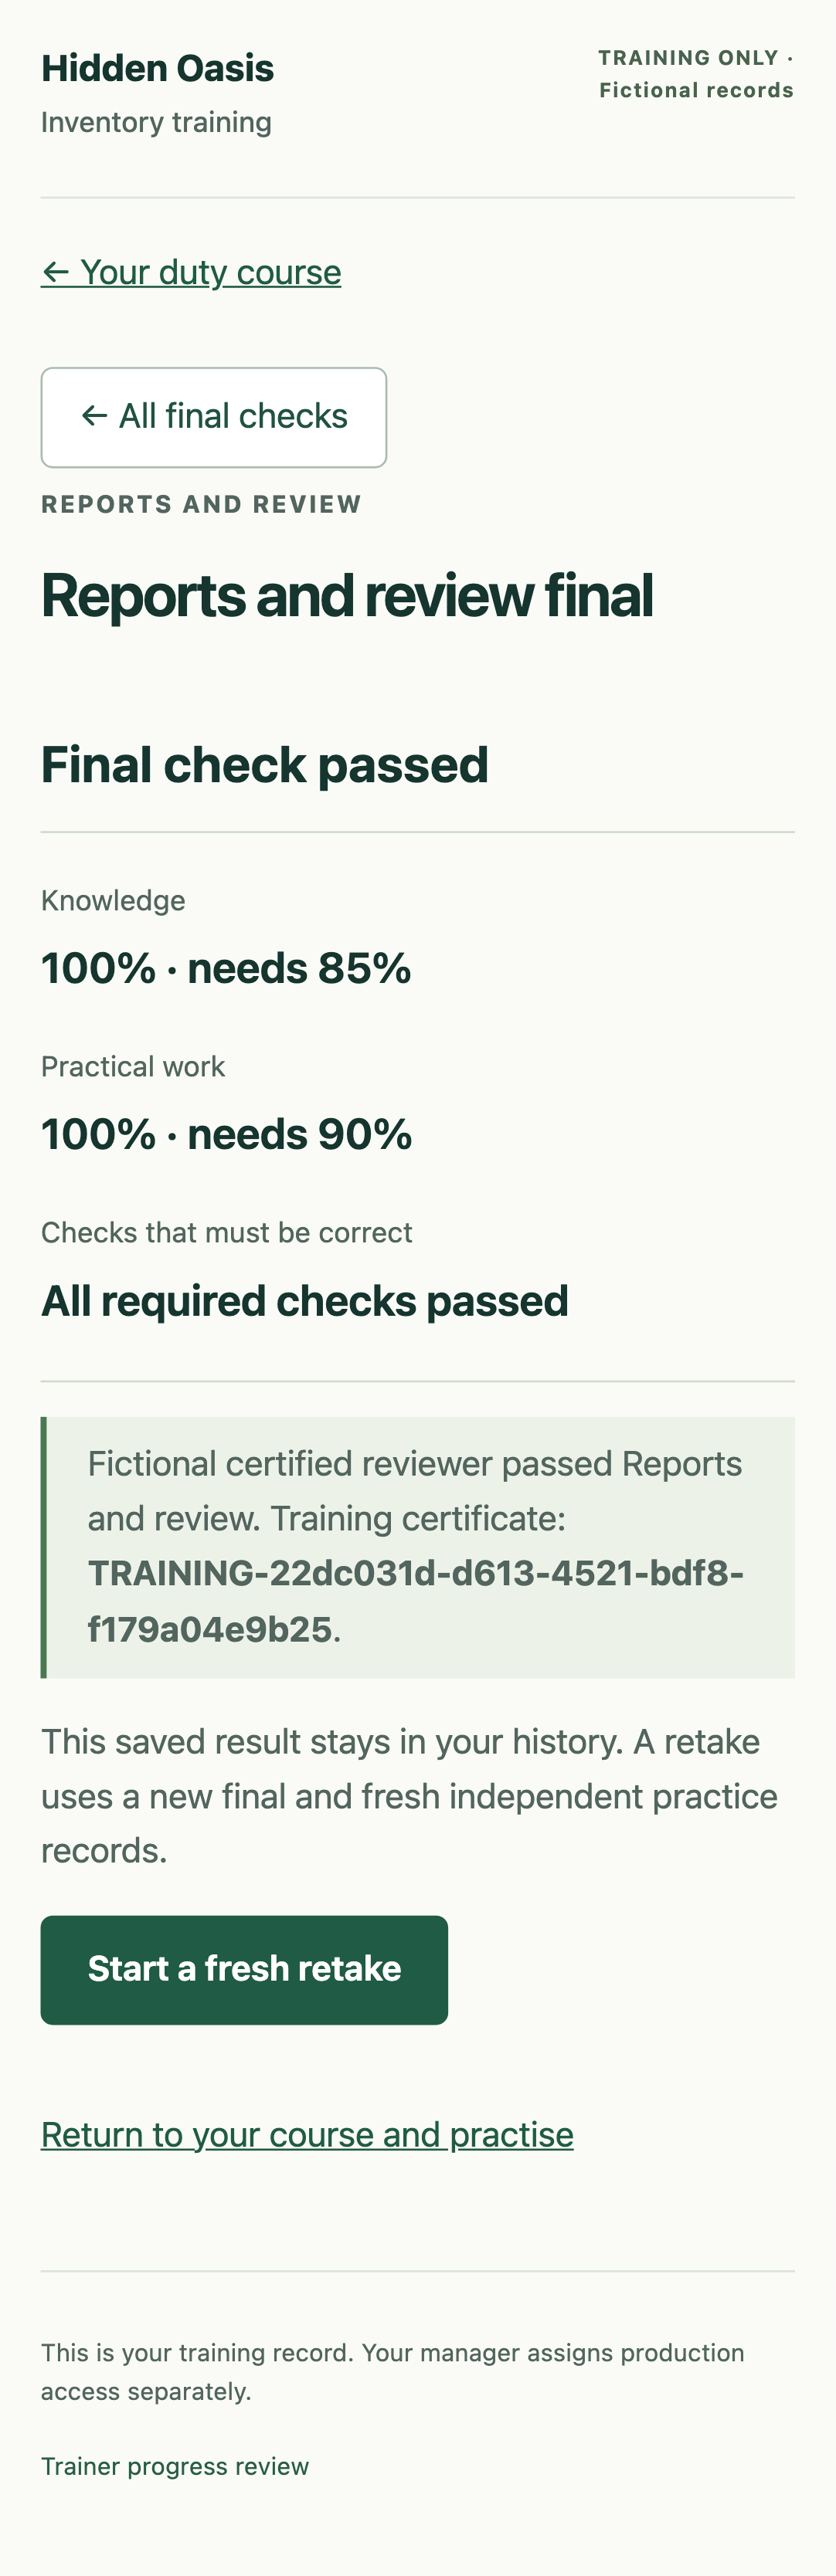 Hidden Oasis
Inventory training
TRAINING ONLY ·
Fictional records
← Your duty course
← All final checks
REPORTS AND REVIEW
Reports and review final
Final check passed
Knowledge
100% · needs 85%
Practical work
100% · needs 90%
Checks that must be correct
All required checks passed
Fictional certified reviewer passed Reports
and review. Training certificate:
TRAINING-22dc031d-d613-4521-bdf8-
f179a04e9b25.
This saved result stays in your history. A retake
uses a new final and fresh independent practice
records.
Start a fresh retake
Return to your course and practise
This is your training record. Your manager assigns production
access separately.
Trainer progress review